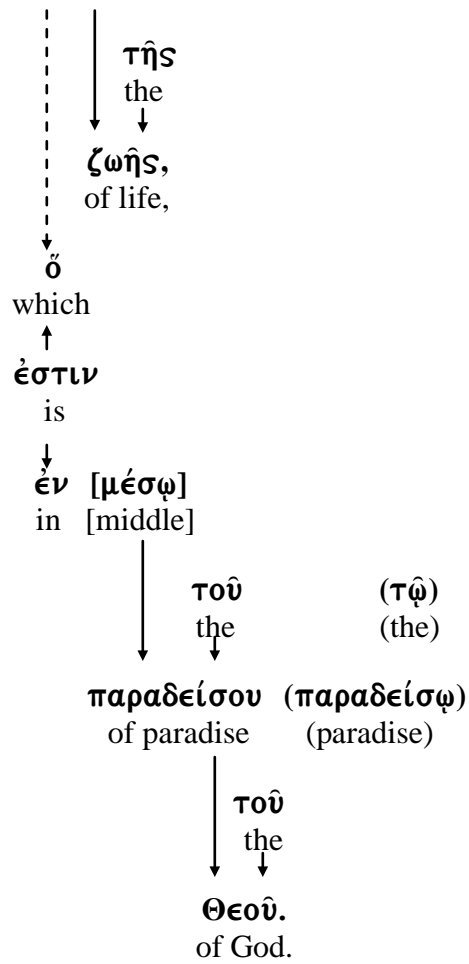 τῆς
the
ζωῆς,
of life,
ὅ
which
ἐστιν
is
ἐν [μέσῳ]
in [middle]
τοῦ (τῷ)
the (the)
παραδείσου (παραδείσῳ)
of paradise (paradise)
τοῦ
the
Θεοῦ.
of God.